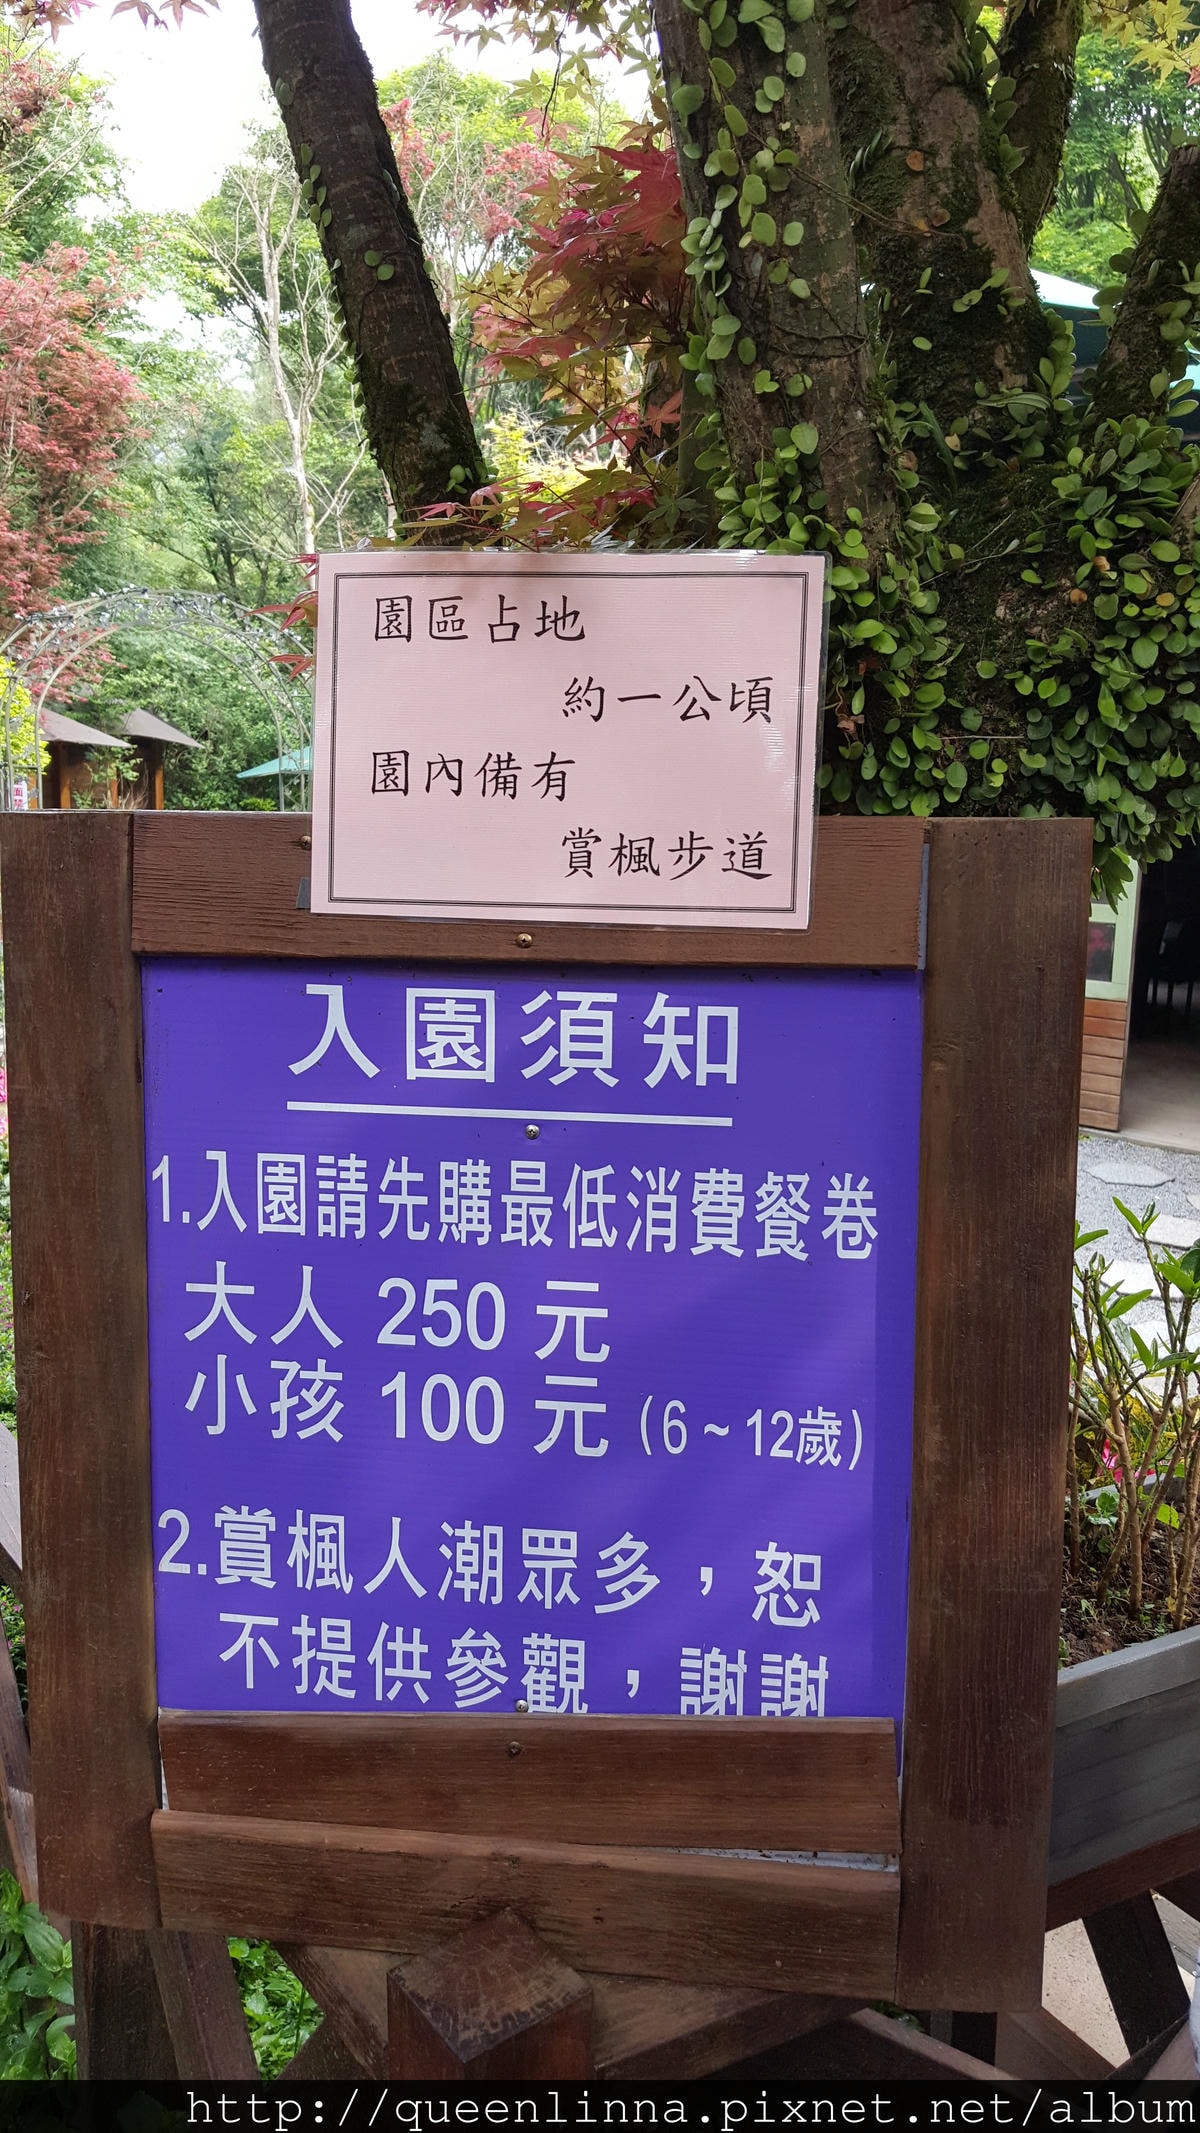 園區占地
約一公頃
園內備有
賞楓步道
入園須知
1.入園請先購最低消費餐卷
大人 250 元
小孩 100 元 (6~12歲)
2.賞楓人潮眾多，恕
不提供參觀，謝謝
http://queenlinna.pixnet.net/album